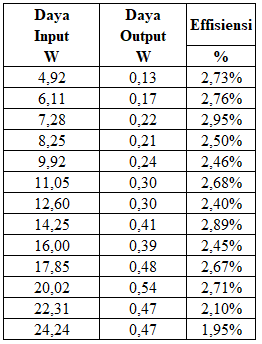 Daya Input W Daya Output W Effisiensi %
4,92 0,13 2,73%
6,11 0,17 2,76%
7,28 0,22 2,95%
8,25 0,21 2,50%
9,92 0,24 2,46%
11,05 0,30 2,68%
12,60 0,30 2,40%
14,25 0,41 2,89%
16,00 0,39 2,45%
17,85 0,48 2,67%
20,02 0,54 2,71%
22,31 0,47 2,10%
24,24 0,47 1,95%